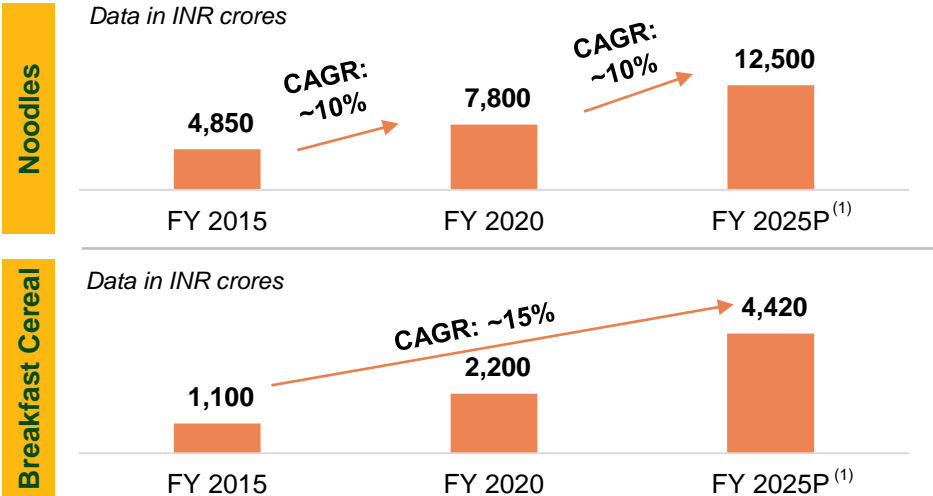 Noodles
Data in INR crores
CAGR:
~10%
CAGR:
~10%
4,850
7,800
12,500
FY 2015
FY 2020
FY 2025P (1)
Breakfast Cereal
Data in INR crores
CAGR: ~15%
1,100
2,200
4,420
FY 2015
FY 2020
FY 2025P (1)